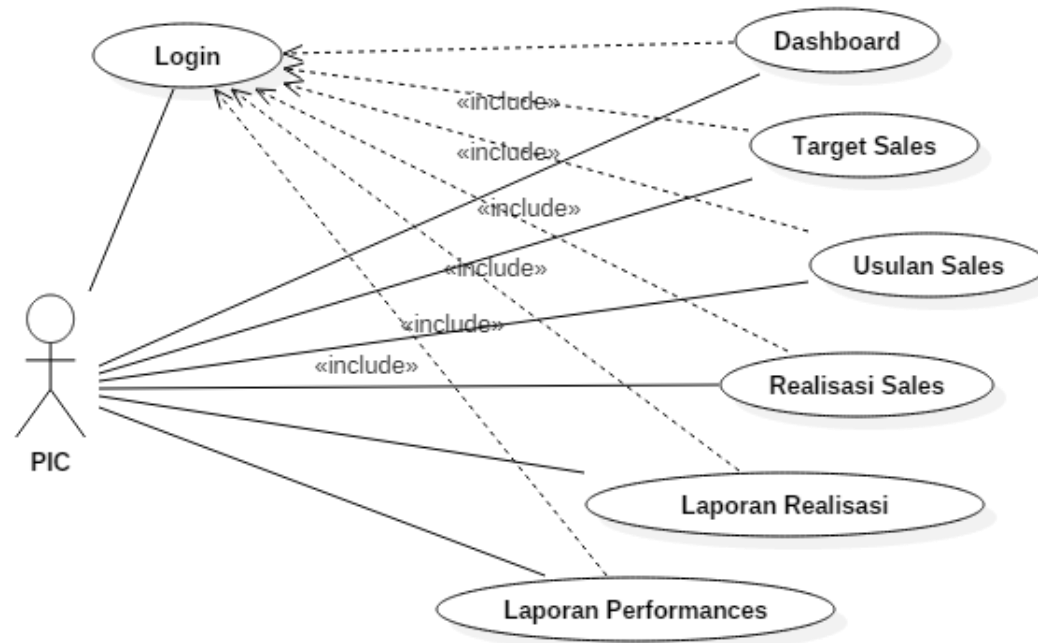 Login
Dashboard
«include»
Target Sales
«include»
«include»
Usulan Sales
«include»
«include»
«include»
Realisasi Sales
PIC
Laporan Realisasi
Laporan Performances